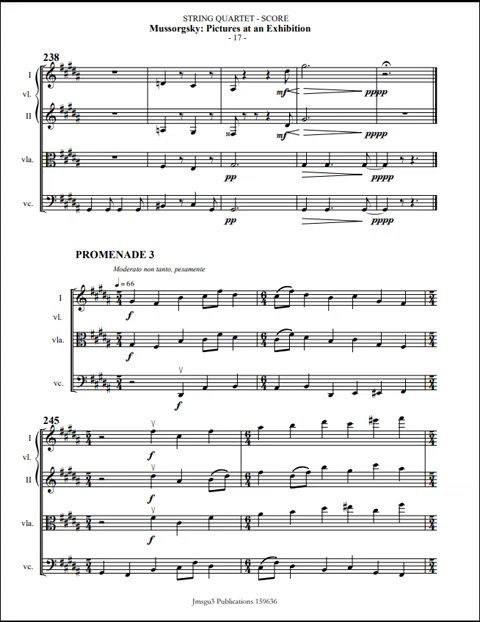 STRING QUARTET - SCORE
Mussorgsky: Pictures at an Exhibition
- 17 -
238
I
vl.
mf
pppp
II
mf
pppp
vla.
pp
pppp
vc.
pp
pppp
PROMENADE 3
Moderato non tanto, pesamente
= 66
I
f
vl.
vla.
f
vc.
f
245
I
f
vl.
II
f
vla.
f
vc.
Jmsgu3 Publications 159636